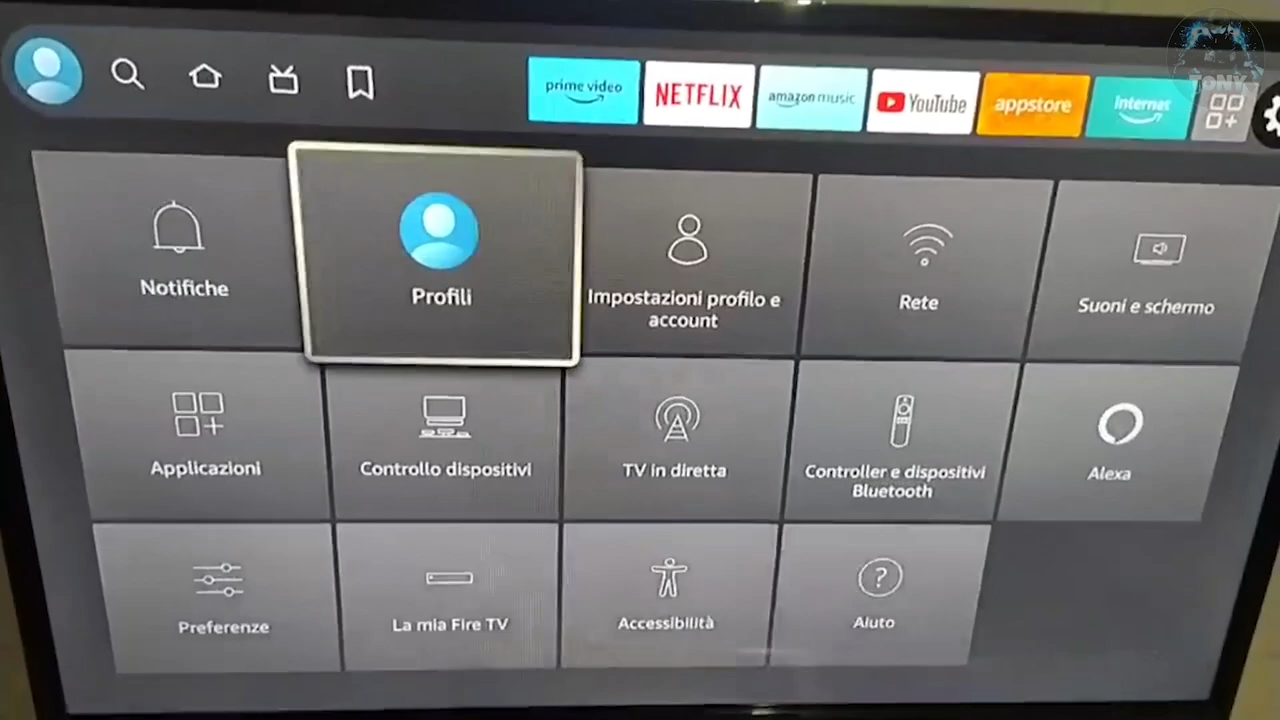 prime video
NETFLIX
amazon music
YouTube
appstore
internet
TONY
Notifiche
Profili
Impostazioni profilo e
account
Rete
Suoni e schermo
Applicazioni
Controllo dispositivi
TV in diretta
Controller e dispositivi
Bluetooth
Alexa
Preferenze
La mia Fire TV
Accessibilità
Aiuto
?